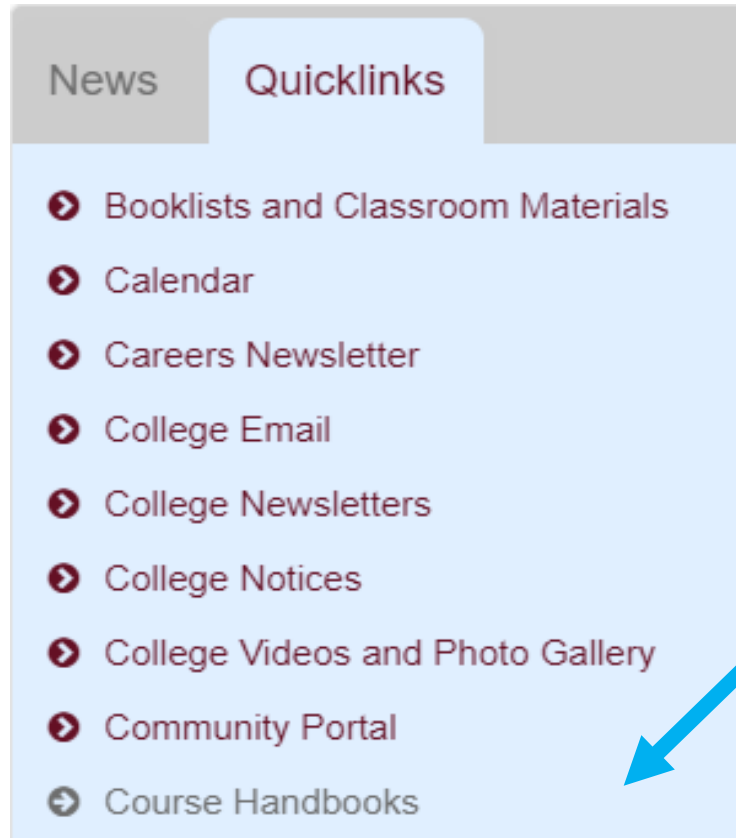 News Quicklinks
Booklists and Classroom Materials
Calendar
Careers Newsletter
College Email
College Newsletters
College Notices
College Videos and Photo Gallery
Community Portal
Course Handbooks